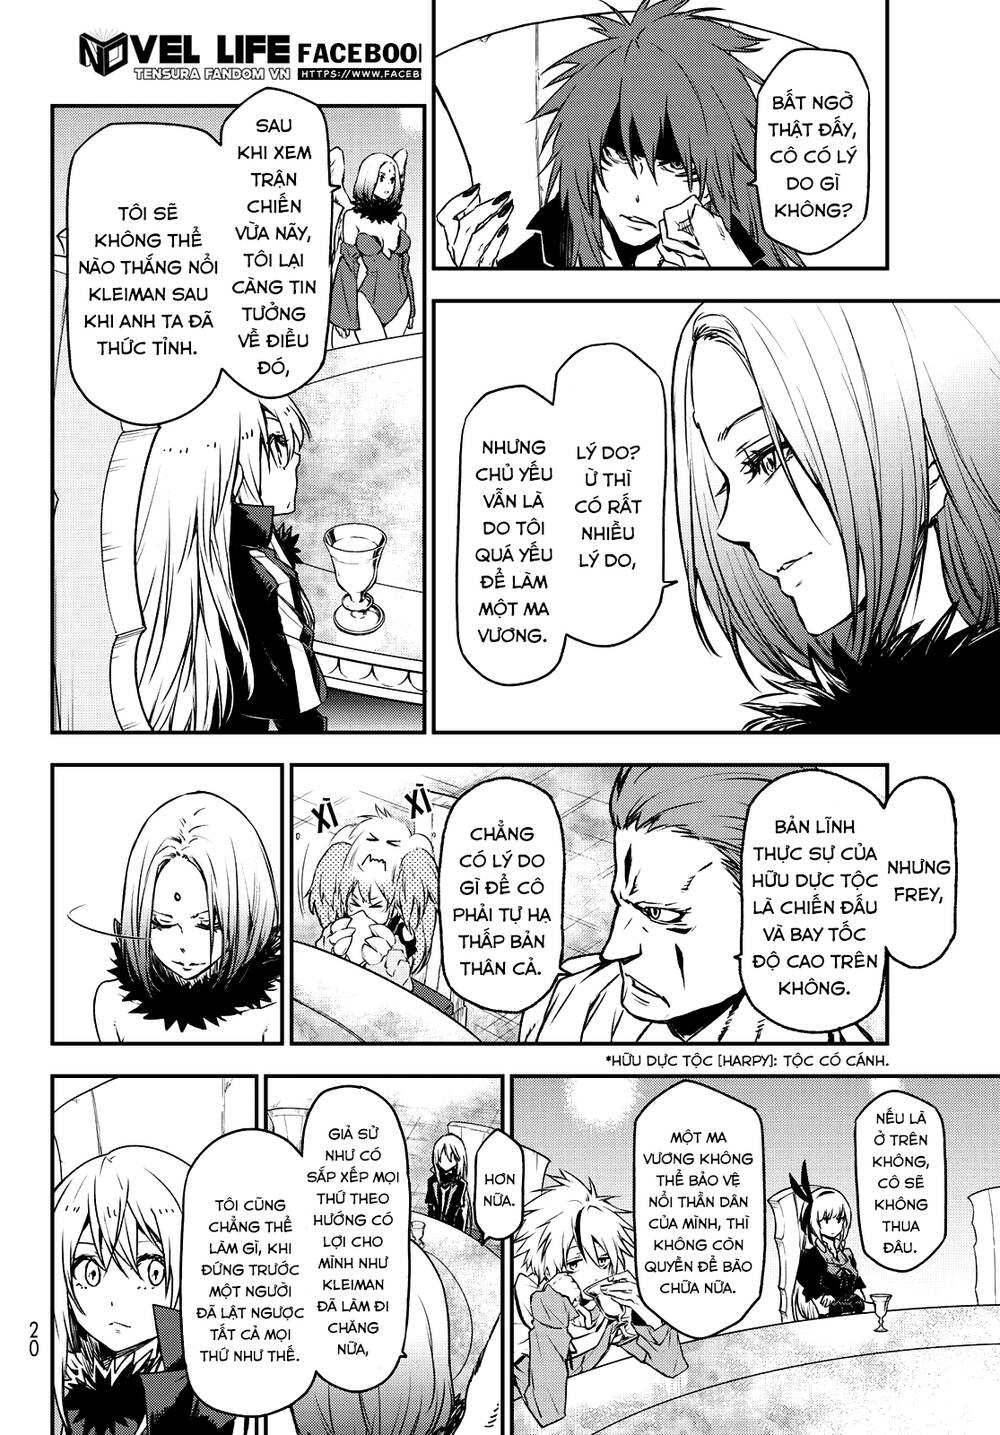 NOVEL LIFE
TENSURA FANDOM VN
FACEBOO
HTTPS://WWW.FACEB
BẤT NGỜ
THẬT ĐẤY,
CÔ CÓ LÝ
DO GÌ
KHÔNG?
LÝ DO?
Ừ THÌ
CÓ RẤT
NHIỀU
LÝ DO,
NHƯNG
CHỦ YẾU
VẪN LÀ
DO TÔI
QUÁ YẾU
ĐỂ LÀM
MỘT MA
VƯƠNG.
SAU
KHI XEM
TRẬN
CHIẾN
VỪA NÃY,
TÔI LẠI
CÀNG TIN
TƯỞNG
VỀ ĐIỀU
ĐÓ,
TÔI SẼ
KHÔNG THỂ
NÀO THẮNG NỔI
KLEIMAN SAU
KHI ANH TA ĐÃ
THỨC TỈNH.
NHƯNG
FREY,
BẢN LĨNH
THỰC SỰ CỦA
HỮU DỰC TỘC
LÀ CHIẾN ĐẤU
VÀ BAY TỐC
ĐỘ CAO TRÊN
KHÔNG.
CHẲNG
CÓ LÝ DO
GÌ ĐỂ CÔ
PHẢI TỰ HẠ
THẤP BẢN
THÂN CẢ.
XÌ
XÌ
*HỮU DỰC TỘC [HARPY]: TỘC CÓ CÁNH.
NẾU LÀ
Ở TRÊN
KHÔNG,
CÔ SẼ
KHÔNG
THUA
ĐÂU.
MỘT MA
VƯƠNG KHÔNG
THỂ BẢO VỆ
NỔI THẦN DÂN
CỦA MÌNH, THÌ
KHÔNG CÒN
QUYỀN ĐỂ BÀO
CHỮA NỮA.
HƠN
NỮA.
GIẢ SỬ
NHƯ CÓ
SẮP XẾP MỌI
THỨ THEO
HƯỚNG CÓ
LỢI CHO
MÌNH NHƯ
KLEIMAN
ĐÃ LÀM ĐI
CHĂNG
NỮA,
TÔI CŨNG
CHẲNG THỂ
LÀM GÌ, KHI
ĐỨNG TRƯỚC
MỘT NGƯỜI
ĐÃ LẬT NGƯỢC
TẤT CẢ MỌI
THỨ NHƯ THẾ.
20